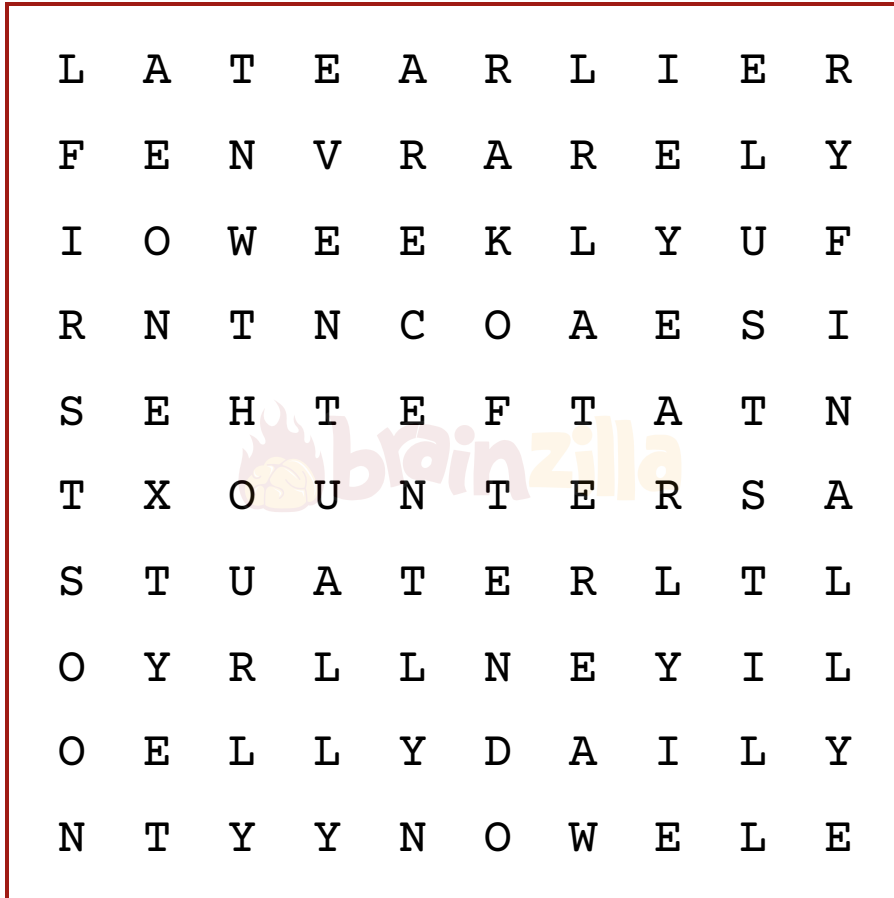 L A T E A R L I E R
F E N V R A R E L Y
I O W E E K L Y U F
R N T N C O A E S I
S E H T E F T A T N
T X O U N T E R S A
S T U A T E R L T L
O Y R L L N E Y I L
O E L L Y D A I L Y
N T Y Y N O W E L E
brainzilla